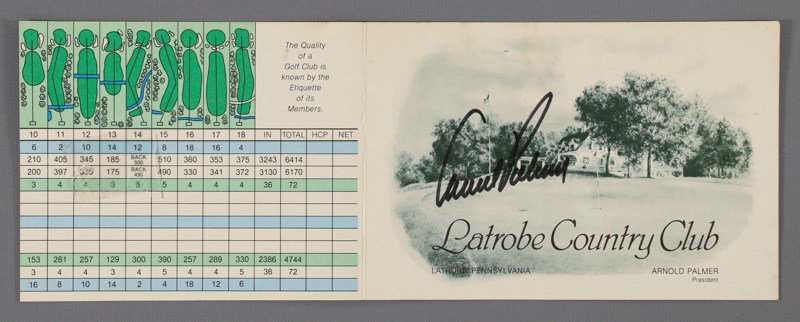 The Quality
of a
Golf Club is
known by the
Etiquette
of its
Members.
10 11 12 13 14 15 16 17 18 IN TOTAL HCP NET
6 2 10 14 12 8 18 16 4
210 405 345 185 BACK 500 510 360 353 375 3243 6414
200 397 335 175 BACK 490 490 330 341 372 3130 6170
3 4 4 3 5 5 4 4 4 36 72
153 281 257 129 300 390 257 289 330 2386 4744
3 4 4 3 4 5 4 4 5 36 72
16 8 10 14 2 4 18 12 6
Arnold Palmer
Latrobe Country Club
LATROBE, PENNSYLVANIA
ARNOLD PALMER
President